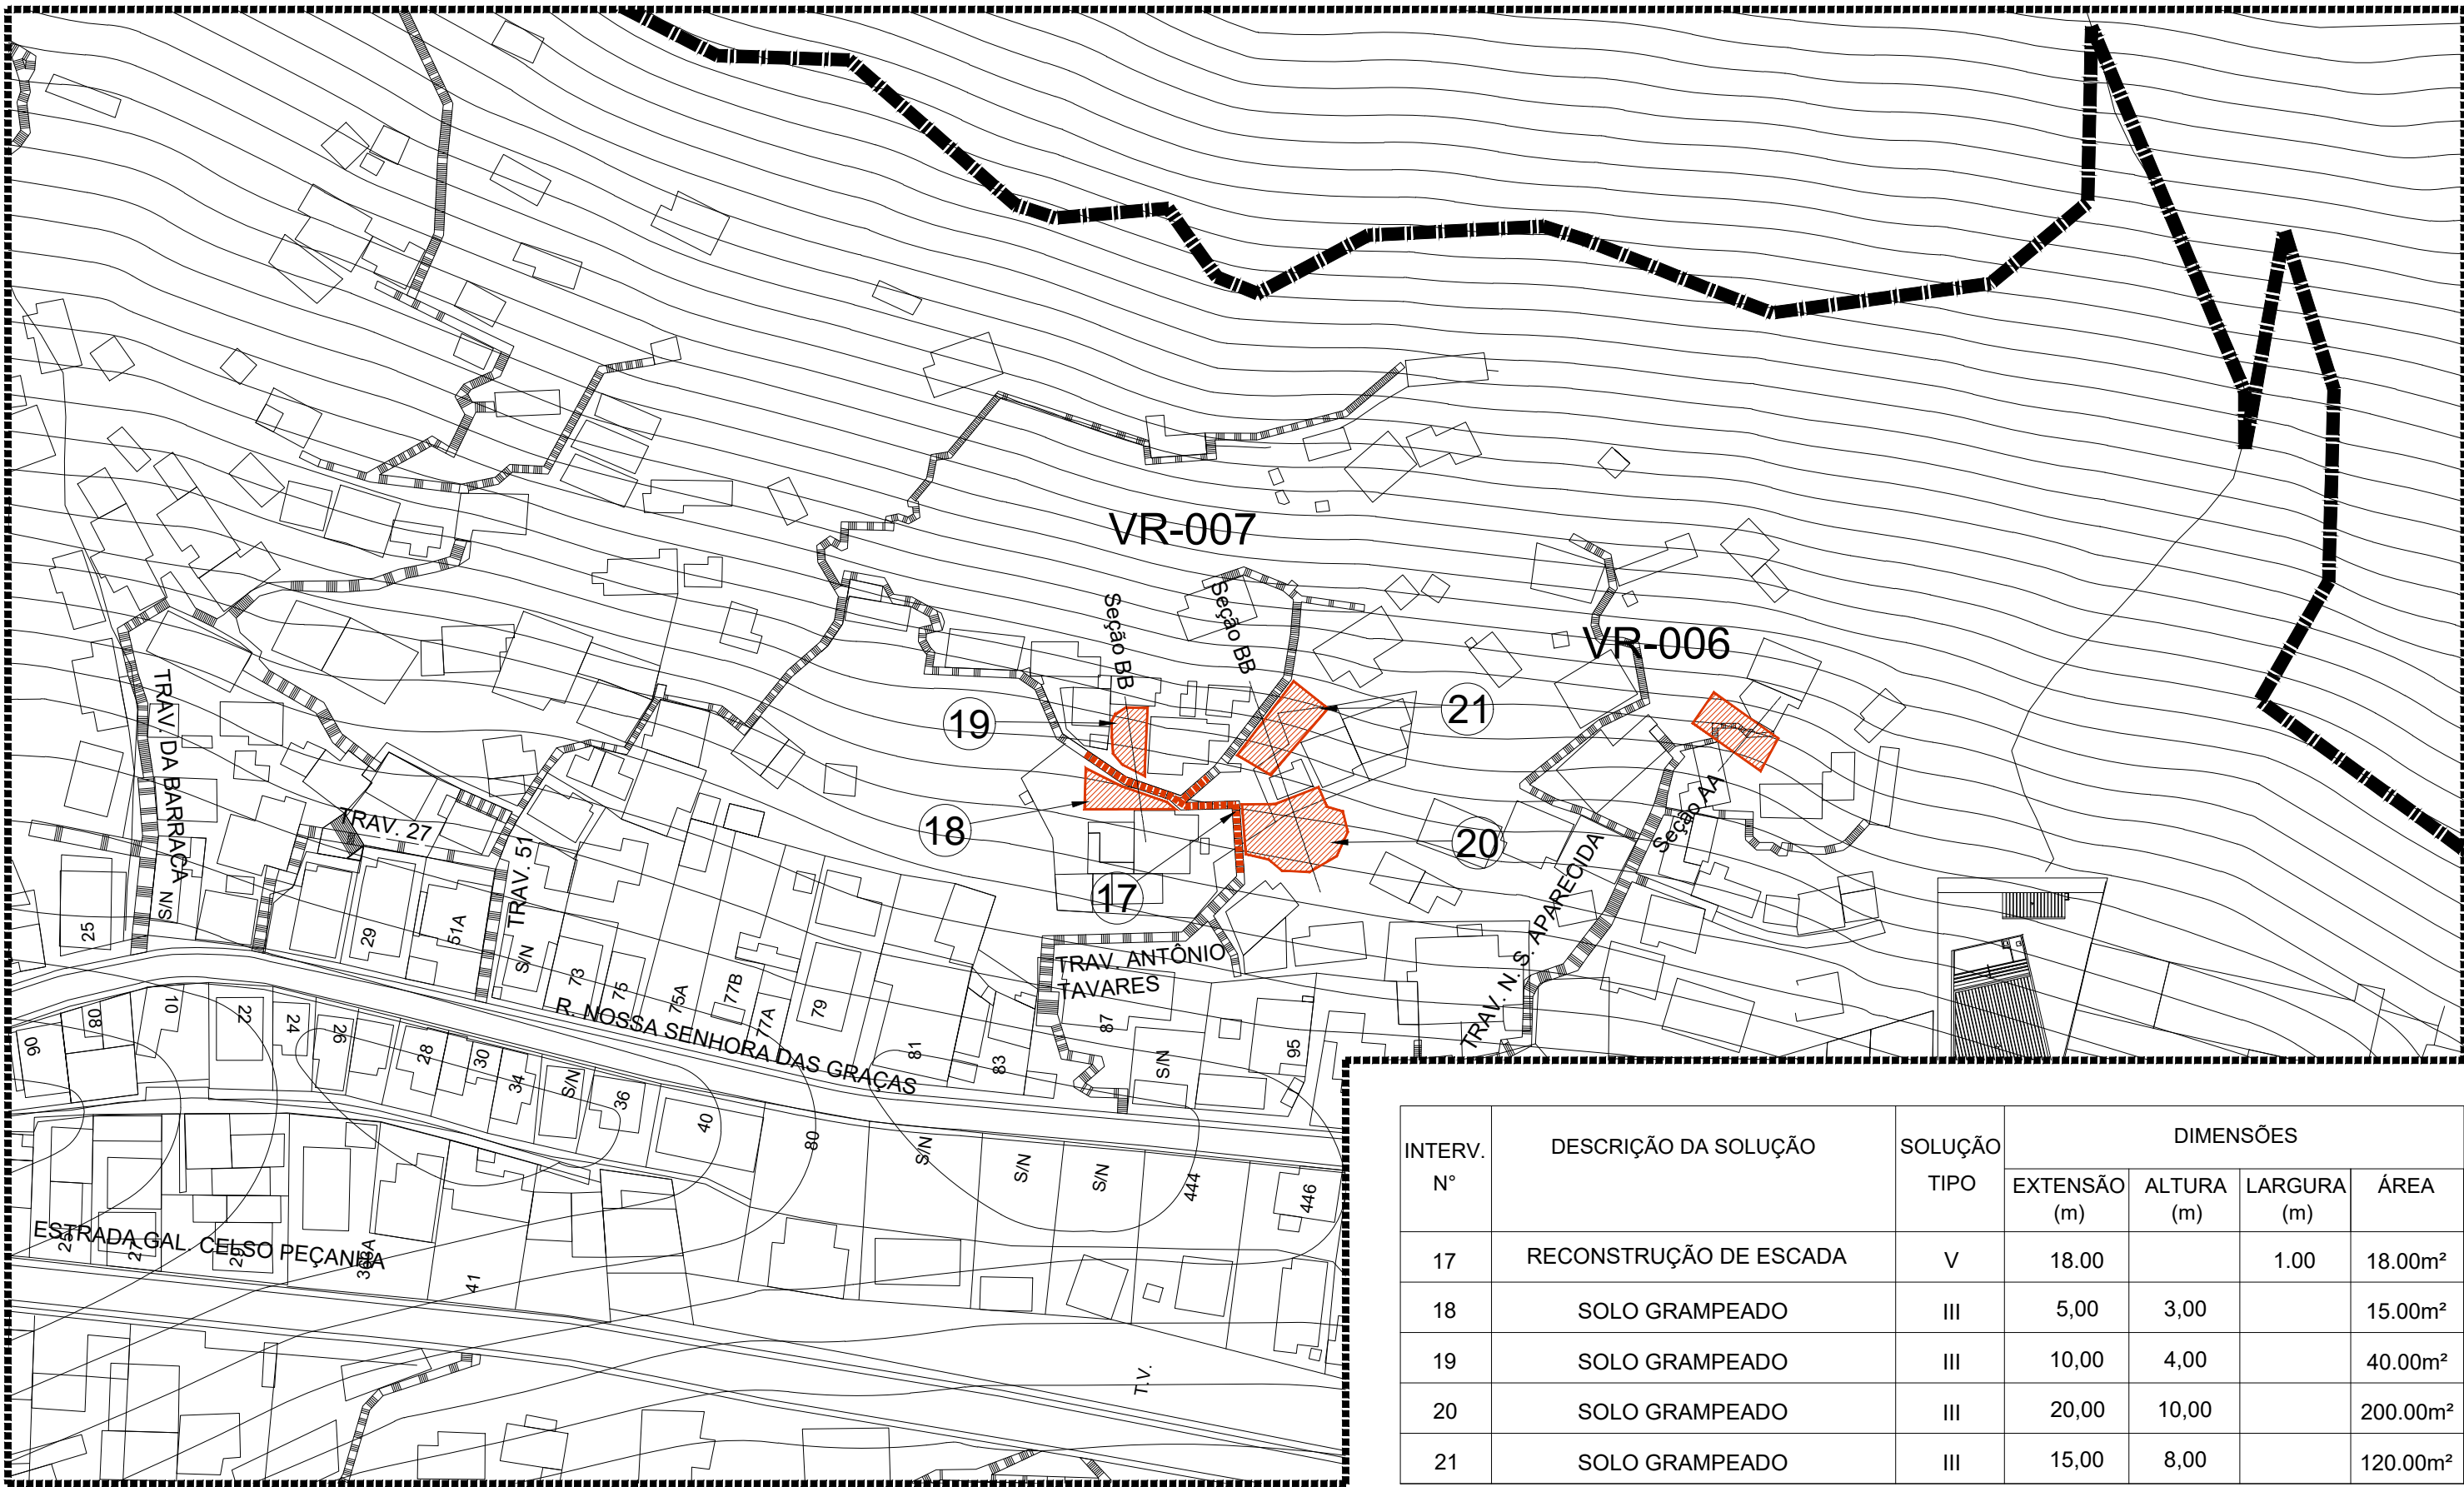 VR-007
VR-006
Seção BB
Seção BB
Seção AA
19
21
18
20
17
TRAV. DA BARRACA
TRAV. 27
TRAV. 51
TRAV. ANTÔNIO
TAVARES
TRAV. N. S. APARECIDA
R. NOSSA SENHORA DAS GRAÇAS
ESTRADA GAL. CELSO PEÇANHA
25
S/N
29
51A
S/N
73
75
75A
77B
77A
79
81
83
87
S/N
95
06
08
10
22
24
26
28
30
34
S/N
36
40
80
S/N
S/N
S/N
444
446
25
27
29
366A
41
T.V.
INTERV. N°
DESCRIÇÃO DA SOLUÇÃO
SOLUÇÃO TIPO
DIMENSÕES
EXTENSÃO (m) ALTURA (m) LARGURA (m) ÁREA
17 RECONSTRUÇÃO DE ESCADA V 18.00 1.00 18.00m²
18 SOLO GRAMPEADO III 5,00 3,00 15.00m²
19 SOLO GRAMPEADO III 10,00 4,00 40.00m²
20 SOLO GRAMPEADO III 20,00 10,00 200.00m²
21 SOLO GRAMPEADO III 15,00 8,00 120.00m²